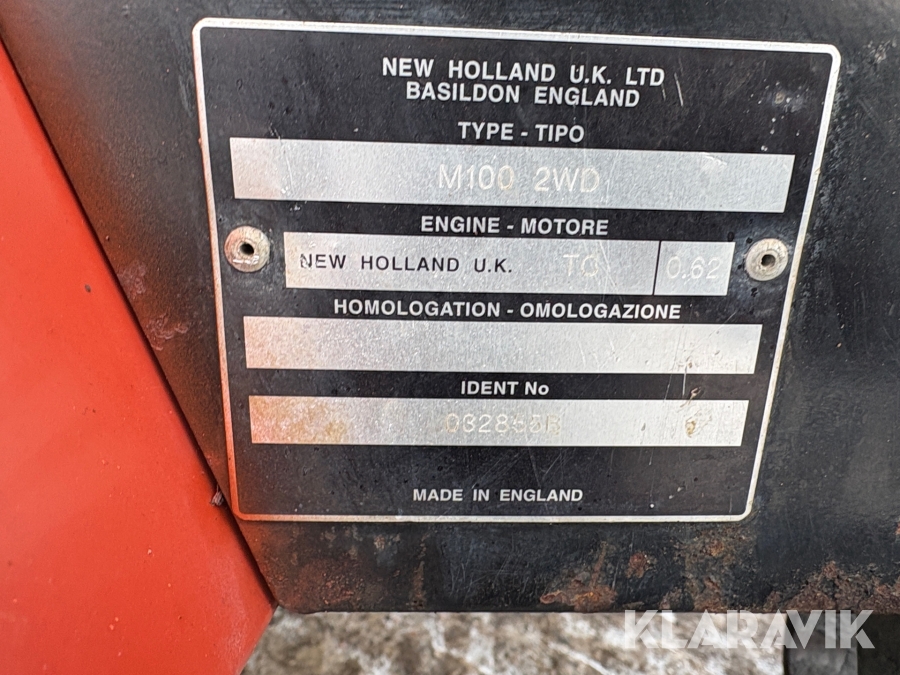 NEW HOLLAND U.K. LTD
BASILDON ENGLAND
TYPE - TIPO
M100 2WD
ENGINE - MOTORE
NEW HOLLAND U.K. TC 0.62
HOMOLOGATION - OMOLOGAZIONE
IDENT No
MADE IN ENGLAND
KLARAVIK